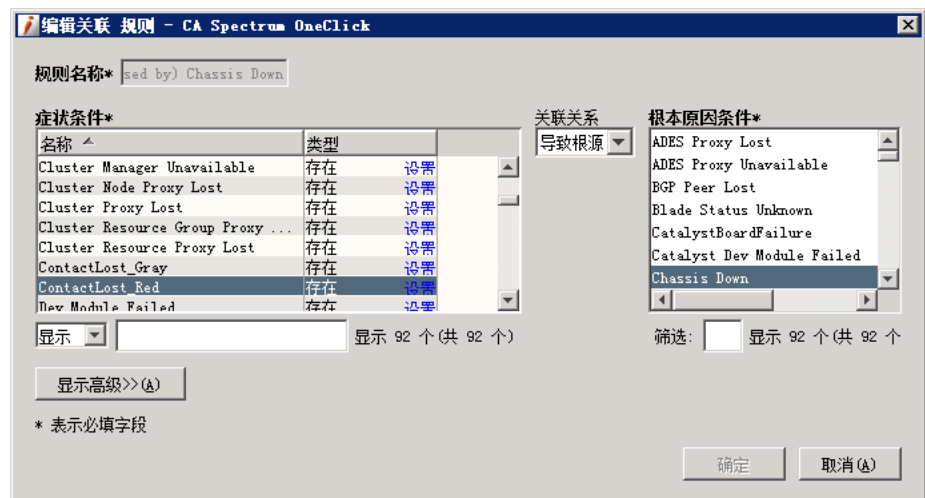 编辑关联 规则 - CA Spectrum OneClick
规则名称* sed by) Chassis Down
症状条件*
名称 类型
Cluster Manager Unavailable 存在 设置
Cluster Node Proxy Lost 存在 设置
Cluster Proxy Lost 存在 设置
Cluster Resource Group Proxy ... 存在 设置
Cluster Resource Proxy Lost 存在 设置
ContactLost_Gray 存在 设置
ContactLost_Red 存在 设置
Dev Module Failed 存在 设置
显示 显示 92 个(共 92 个)
关联关系
导致根源
根本原因条件*
ADES Proxy Lost
ADES Proxy Unavailable
BGP Peer Lost
Blade Status Unknown
CatalystBoardFailure
Catalyst Dev Module Failed
Chassis Down
筛选: 显示 92 个(共 92 个
显示高级>>(A)
* 表示必填字段
确定 取消(A)